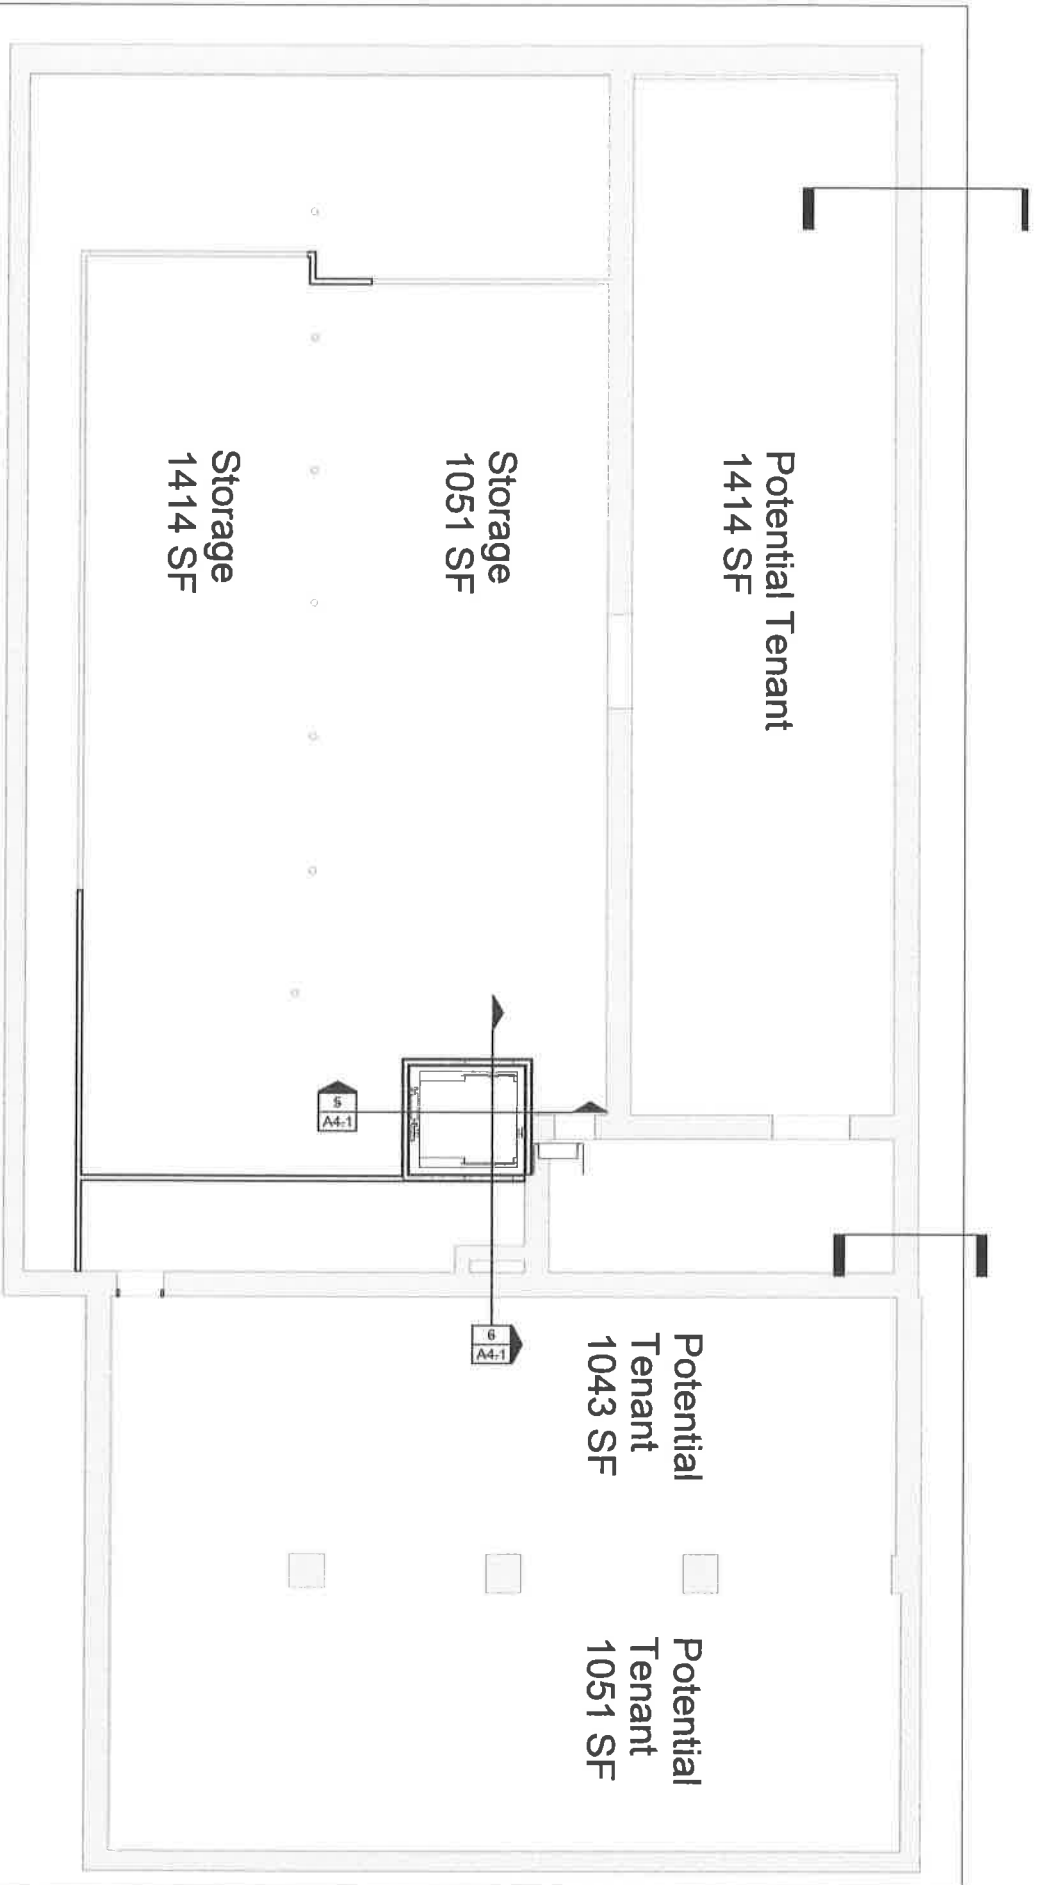 Potential Tenant
1414 SF
Storage
1051 SF
Storage
1414 SF
5
A4.1
6
A4.1
Potential
Tenant
1043 SF
Potential
Tenant
1051 SF